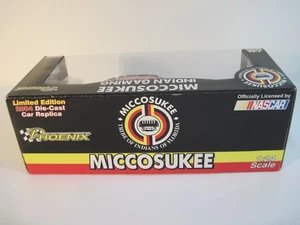 MICCOSUKEE
INDIAN GAMING
Limited Edition
2004 Die-Cast
Car Replica
PHOENIX
MICCOSUKEE
TRIBE OF INDIANS OF FLORIDA
Officially Licensed by
NASCAR
MICCOSUKEE
Scale